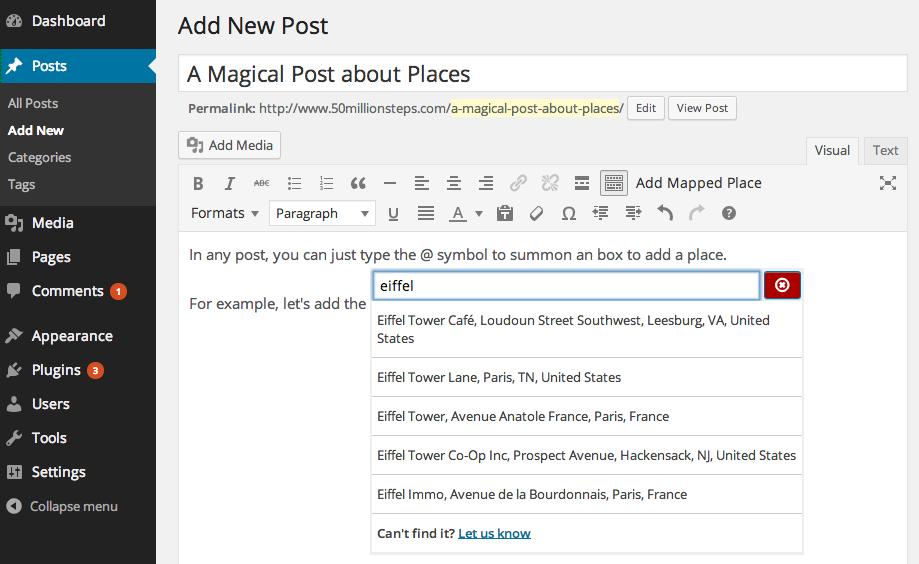 Dashboard
Posts
All Posts
Add New
Categories
Tags
Media
Pages
Comments 1
Appearance
Plugins 3
Users
Tools
Settings
Collapse menu
Add New Post
A Magical Post about Places
Permalink: http://www.50millionsteps.com/a-magical-post-about-places/ Edit View Post
Add Media
Visual Text
B I ABC Add Mapped Place
Formats Paragraph U A Ω ?
In any post, you can just type the @ symbol to summon an box to add a place.
For example, let's add the eiffel
Eiffel Tower Café, Loudoun Street Southwest, Leesburg, VA, United
States
Eiffel Tower Lane, Paris, TN, United States
Eiffel Tower, Avenue Anatole France, Paris, France
Eiffel Tower Co-Op Inc, Prospect Avenue, Hackensack, NJ, United States
Eiffel Immo, Avenue de la Bourdonnais, Paris, France
Can't find it? Let us know